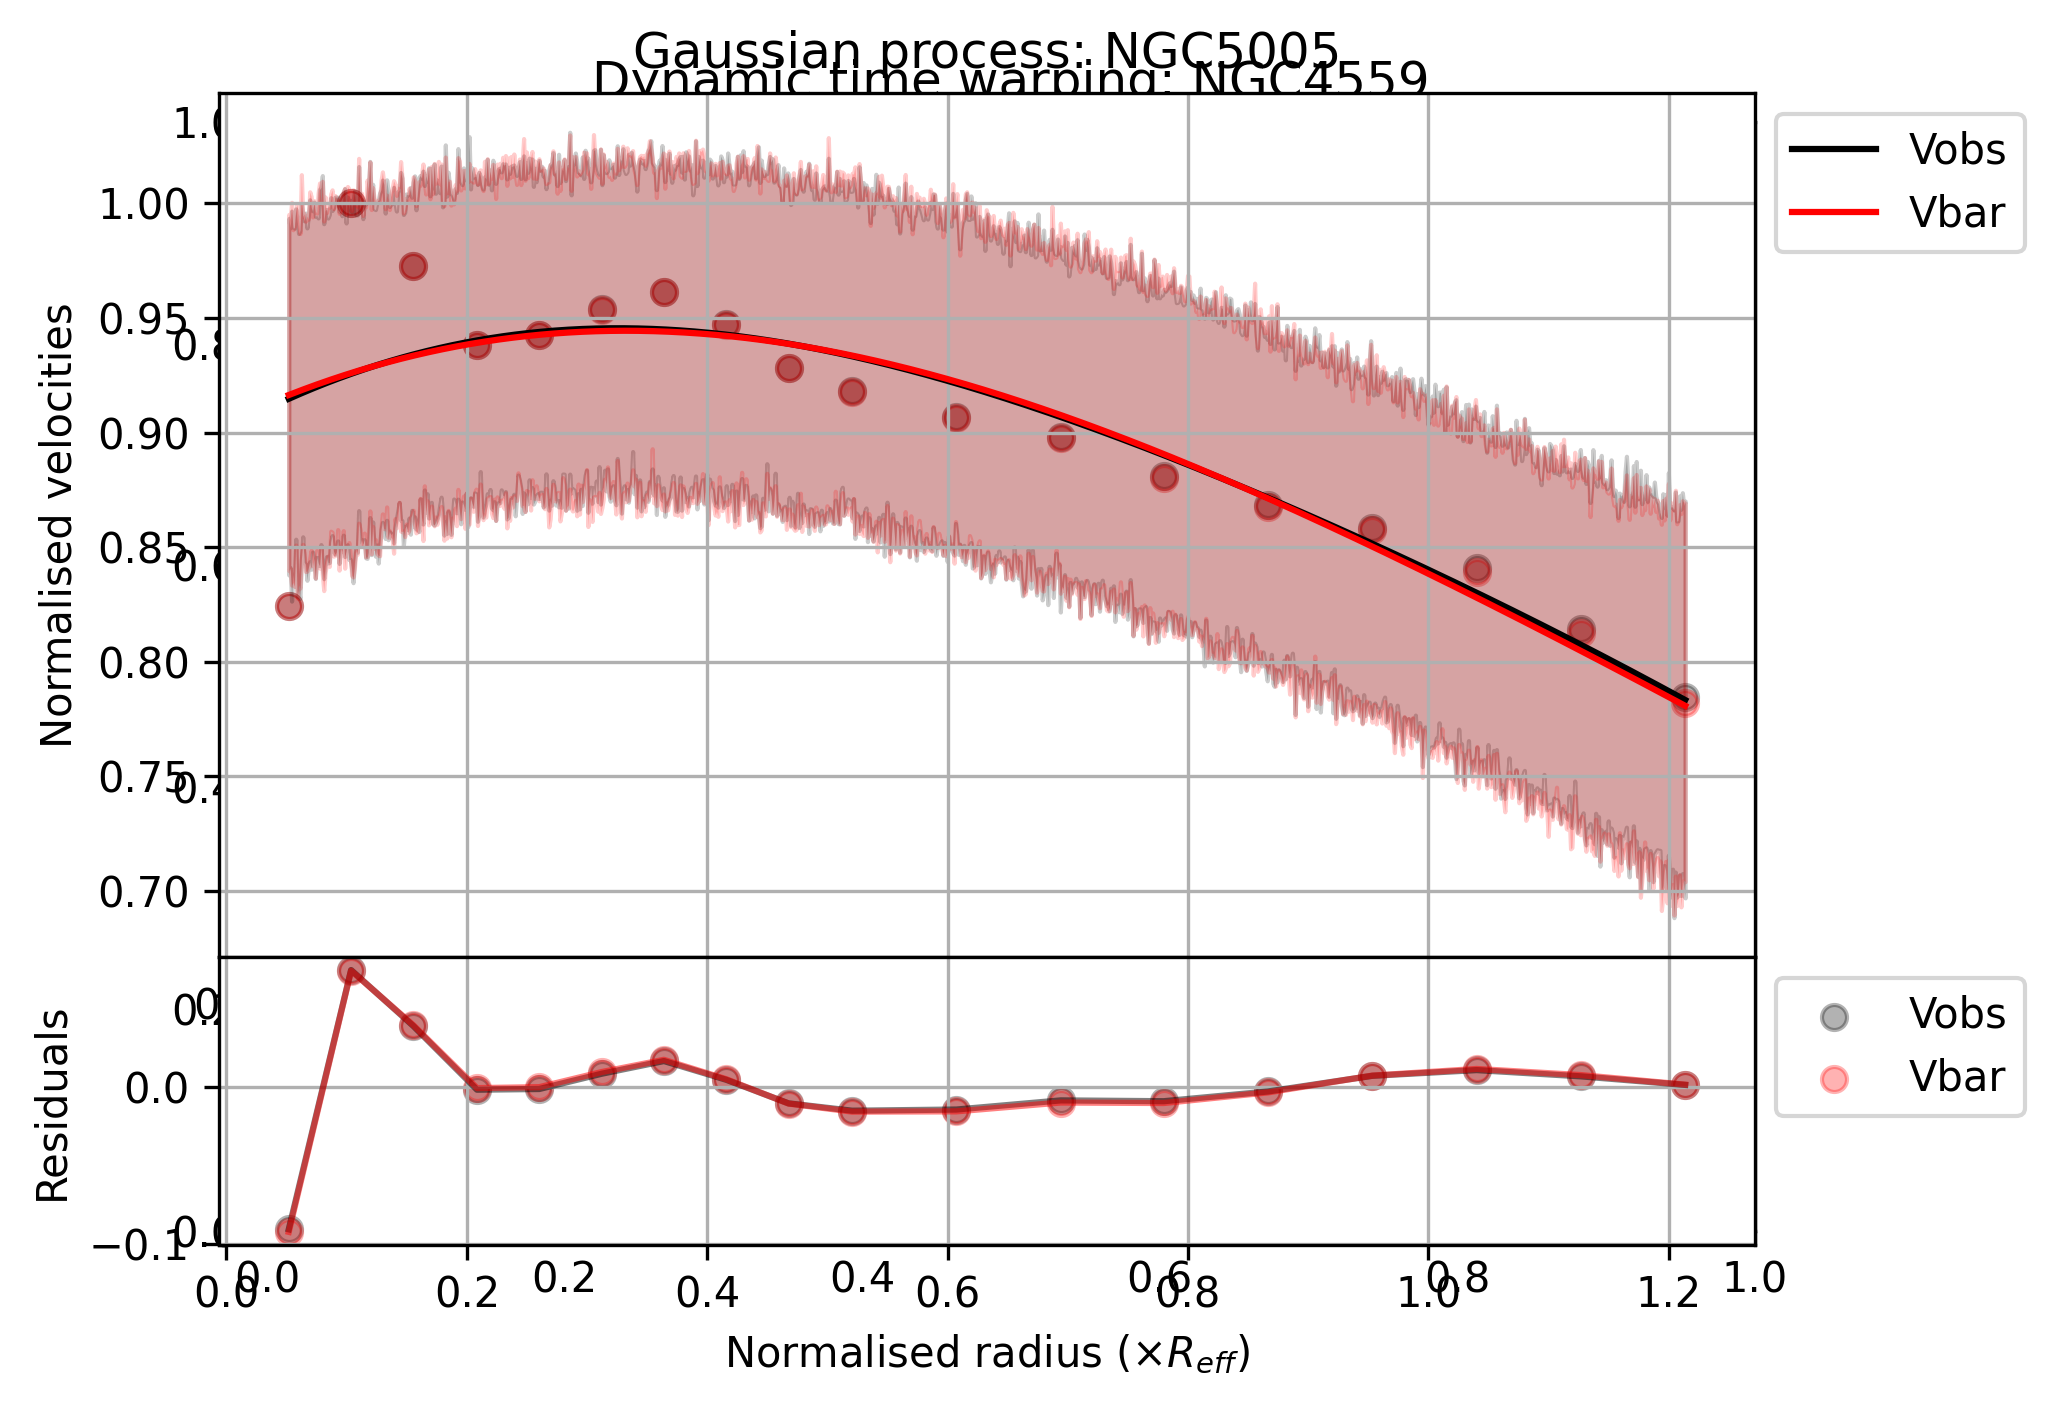 Gaussian process: NGC5005
Dynamic time warping: NGC4559
Vobs
Vbar
1.00
0.95
0.90
0.85
0.80
0.75
0.70
Normalised velocities
Vobs
Vbar
0.0
−0.1
Residuals
0.0 0.2 0.4 0.6 0.8 1.0
0.0 0.2 0.4 0.6 0.8 1.0 1.2
Normalised radius (×R_eff)